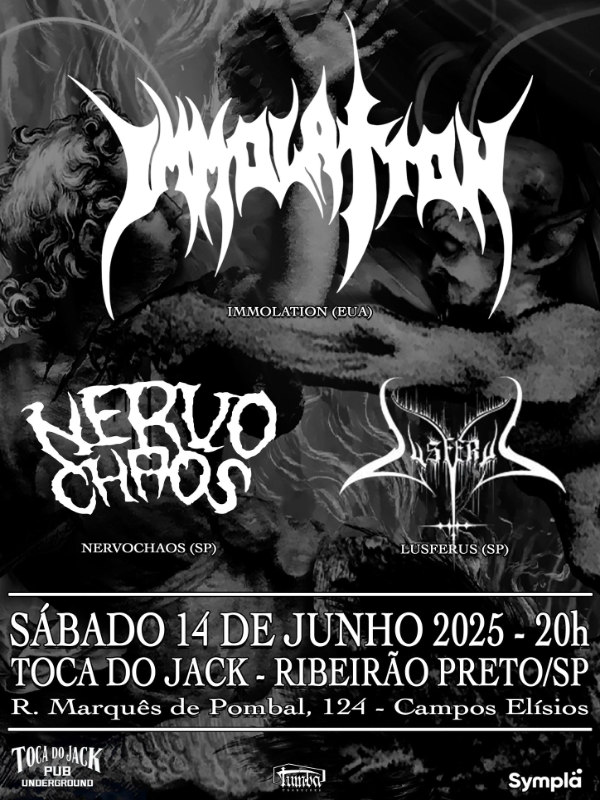 IMMOLATION
IMMOLATION (EUA)
NERVO
CHAOS
LUSFERUS
NERVOCHAOS (SP)
LUSFERUS (SP)
SÁBADO 14 DE JUNHO 2025 - 20h
TOCA DO JACK - RIBEIRÃO PRETO/SP
R. Marquês de Pombal, 124 - Campos Elísios
TOCA DO JACK
PUB
UNDERGROUND
Tumba
Sympla